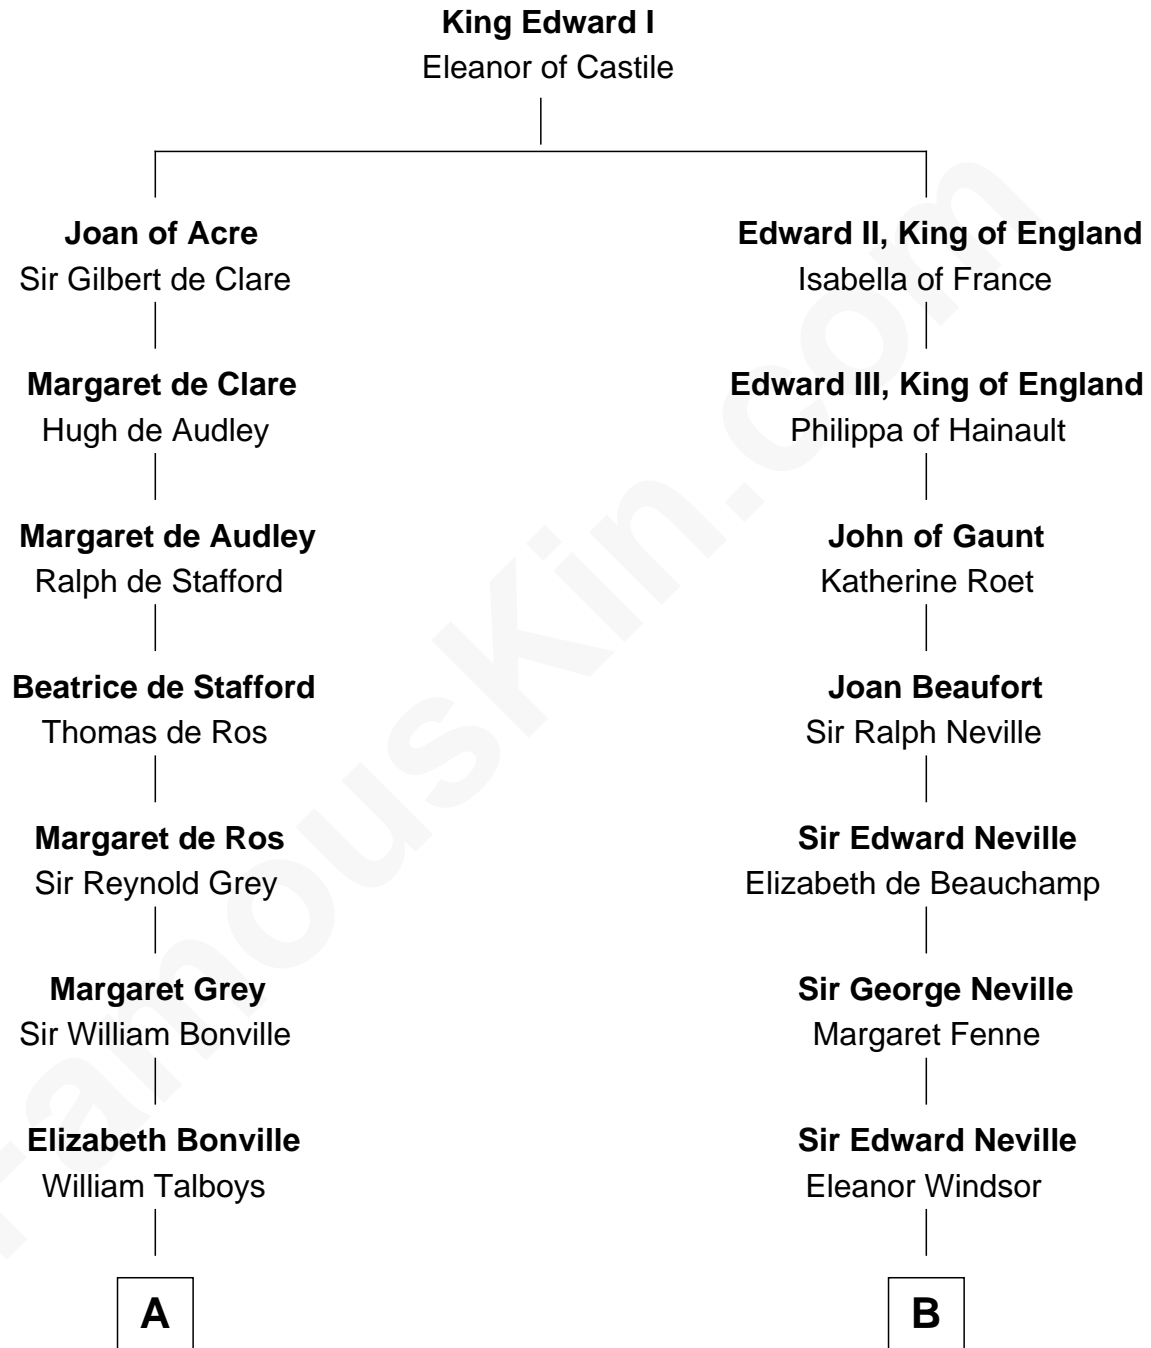 King Edward I
Eleanor of Castile
Joan of Acre
Sir Gilbert de Clare
Edward II, King of England
Isabella of France
Margaret de Clare
Hugh de Audley
Edward III, King of England
Philippa of Hainault
Margaret de Audley
Ralph de Stafford
John of Gaunt
Katherine Roet
Beatrice de Stafford
Thomas de Ros
Joan Beaufort
Sir Ralph Neville
Margaret de Ros
Sir Reynold Grey
Sir Edward Neville
Elizabeth de Beauchamp
Margaret Grey
Sir William Bonville
Sir George Neville
Margaret Fenne
Elizabeth Bonville
William Talboys
Sir Edward Neville
Eleanor Windsor
A
B
FamousKin.com